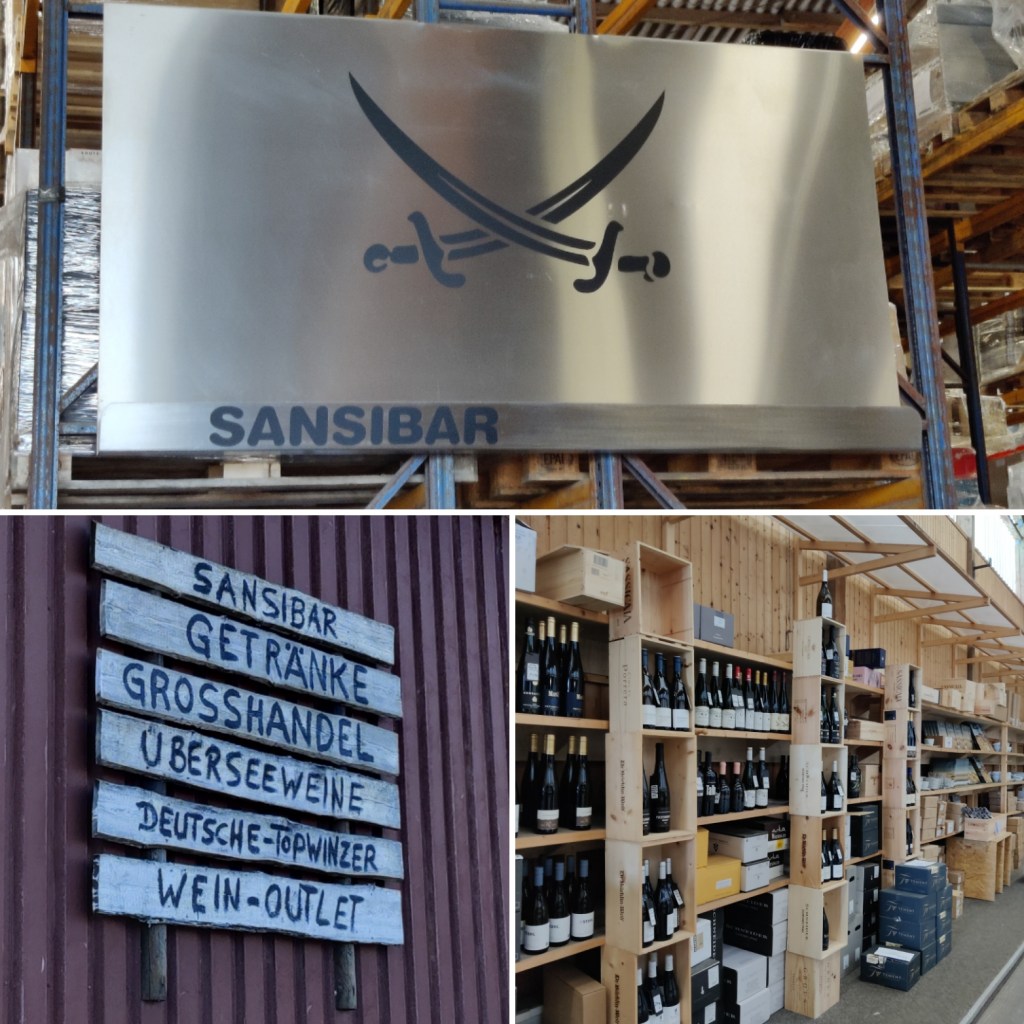 SANSIBAR
SANSIBAR
GETRÄNKE
GROSSHANDEL
ÜBERSEEWEINE
DEUTSCHE-TOPWINZER
WEIN-OUTLET